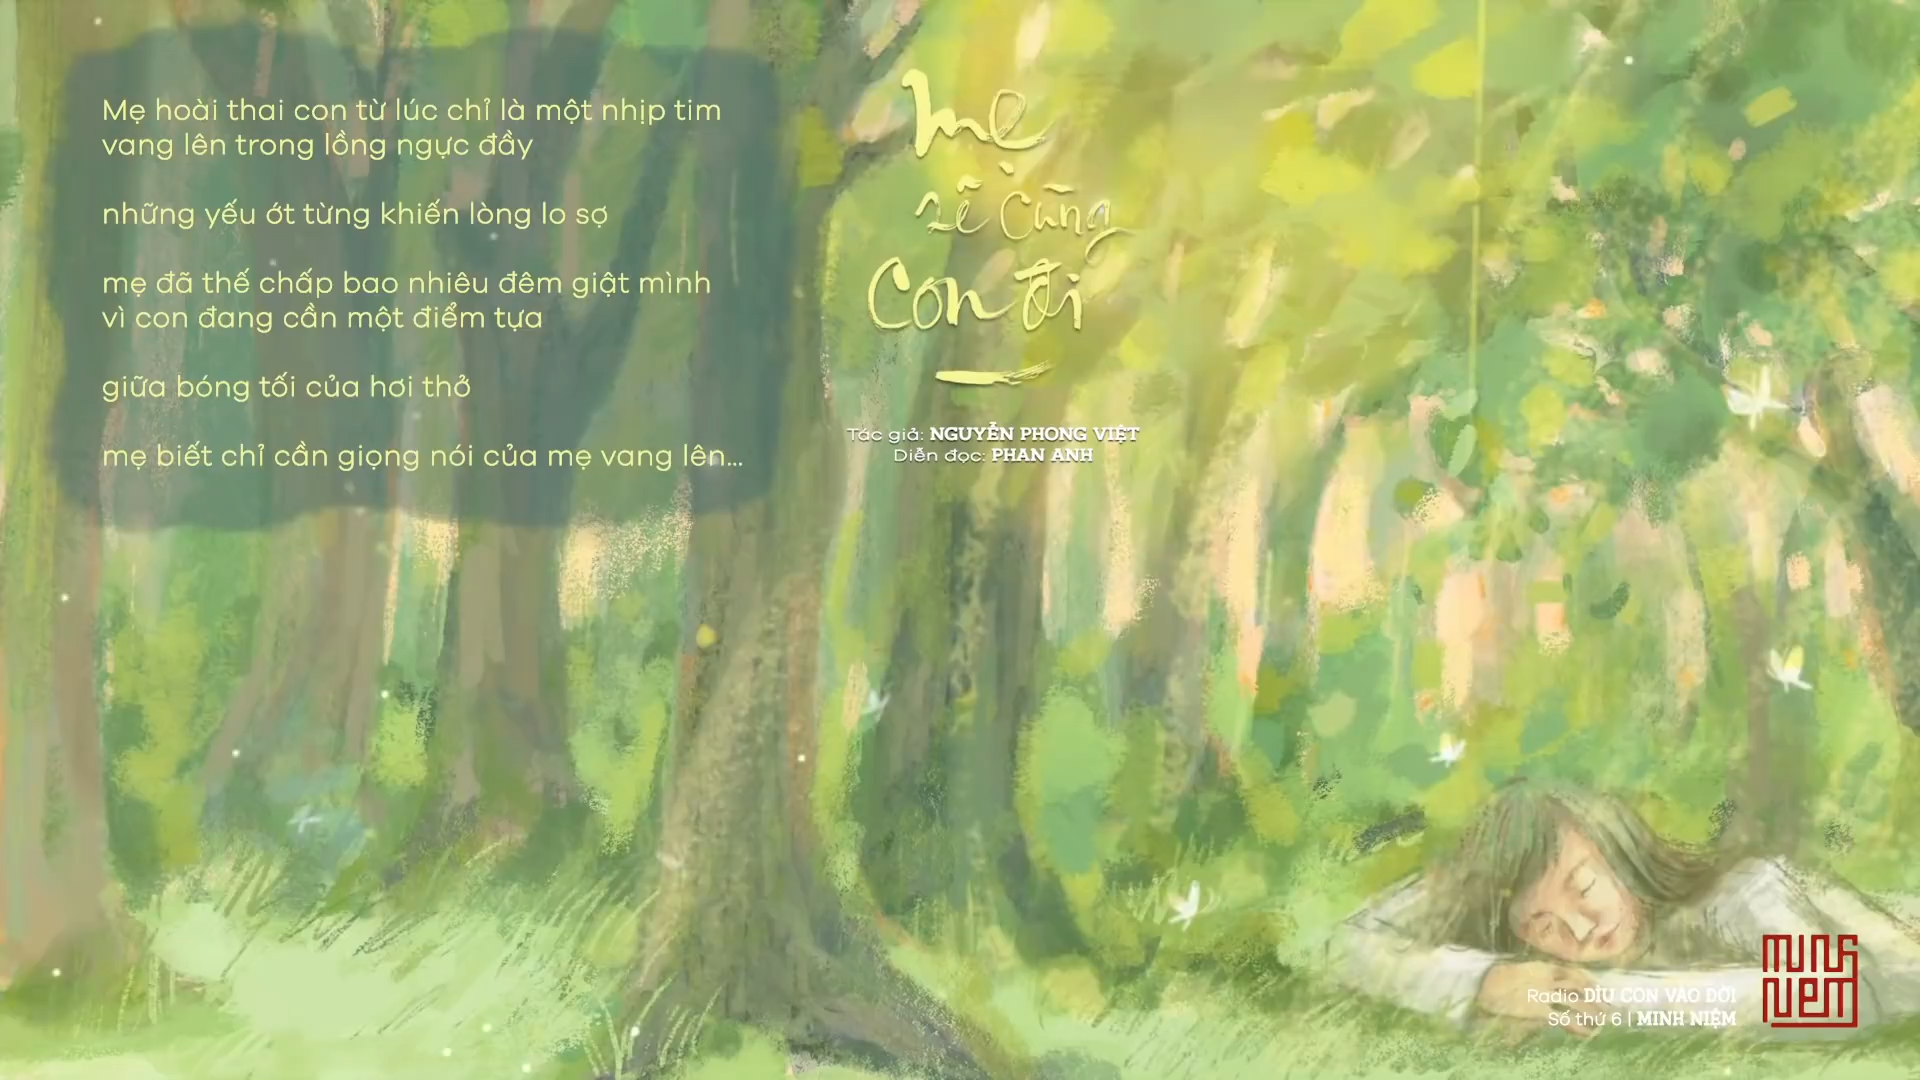 Mẹ hoài thai con từ lúc chỉ là một nhịp tim
vang lên trong lồng ngực đầy
những yếu ớt từng khiến lòng lo sợ
mẹ đã thế chấp bao nhiêu đêm giật mình
vì con đang cần một điểm tựa
giữa bóng tối của hơi thở
mẹ biết chỉ cần giọng nói của mẹ vang lên...
mẹ
sẽ cùng
con đi
Tác giả: NGUYỄN PHONG VIỆT
Diễn đọc: PHAN ANH
Radio DÌU CON VÀO ĐỜI
Số thứ 6 | MINH NIỆM
MINH
NIỆM